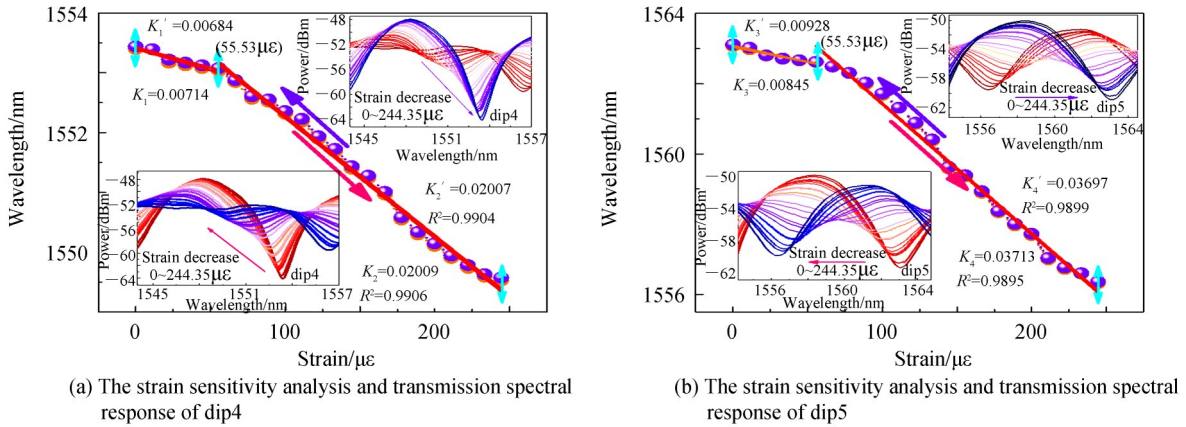 1554
1552
1550
Wavelength/nm
K₁′=0.00684
(55.53με)
K₁=0.00714
−48
−52
−56
−60
−64
Power/dBm
Strain decrease
0~244.35με
dip4
1545
1551
1557
Wavelength/nm
−48
−52
−56
−60
−64
Power/dBm
Strain decrease
0~244.35με
dip4
1545
1551
1557
Wavelength/nm
K₂′=0.02007
R²=0.9904
K₂=0.02009
R²=0.9906
0
100
200
Strain/με
(a) The strain sensitivity analysis and transmission spectral
response of dip4
1564
1560
1556
Wavelength/nm
K₃′=0.00928
(55.53με)
K₃=0.00845
−50
−54
−58
−62
Power/dBm
Strain decrease
0~244.35με
dip5
1556
1560
1564
Wavelength/nm
−50
−54
−58
−62
Power/dBm
Strain decrease
0~244.35με
dip5
1556
1560
1564
Wavelength/nm
K₄′=0.03697
R²=0.9899
K₄=0.03713
R²=0.9895
0
100
200
Strain/με
(b) The strain sensitivity analysis and transmission spectral
response of dip5